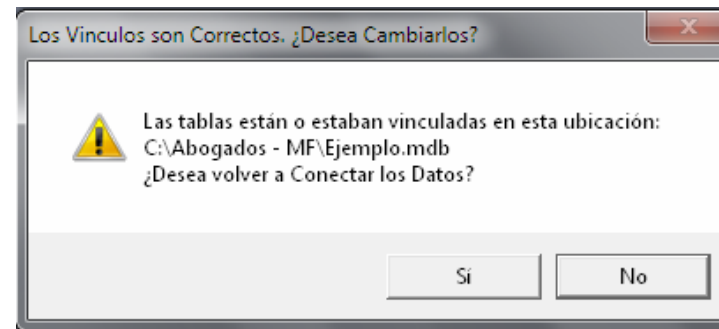 Los Vinculos son Correctos. ¿Desea Cambiarlos?
Las tablas están o estaban vinculadas en esta ubicación:
C:\Abogados - MF\Ejemplo.mdb
¿Desea volver a Conectar los Datos?
Sí
No